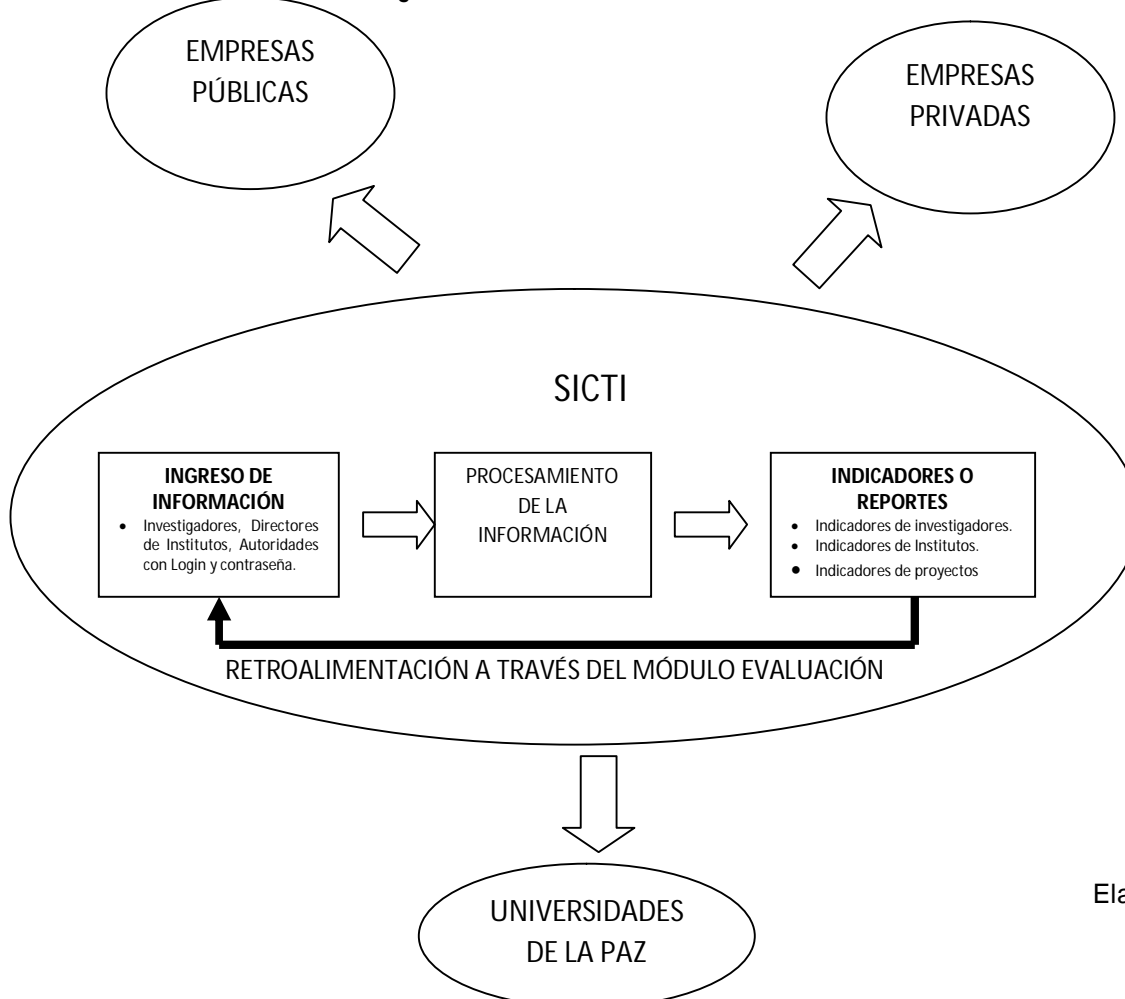 EMPRESAS
PÚBLICAS
EMPRESAS
PRIVADAS
SICTI
INGRESO DE
INFORMACIÓN
• Investigadores, Directores
de Institutos, Autoridades
con Login y contraseña.
PROCESAMIENTO
DE LA
INFORMACIÓN
INDICADORES O
REPORTES
• Indicadores de investigadores.
• Indicadores de Institutos.
• Indicadores de proyectos
RETROALIMENTACIÓN A TRAVÉS DEL MÓDULO EVALUACIÓN
Ela
UNIVERSIDADES
DE LA PAZ